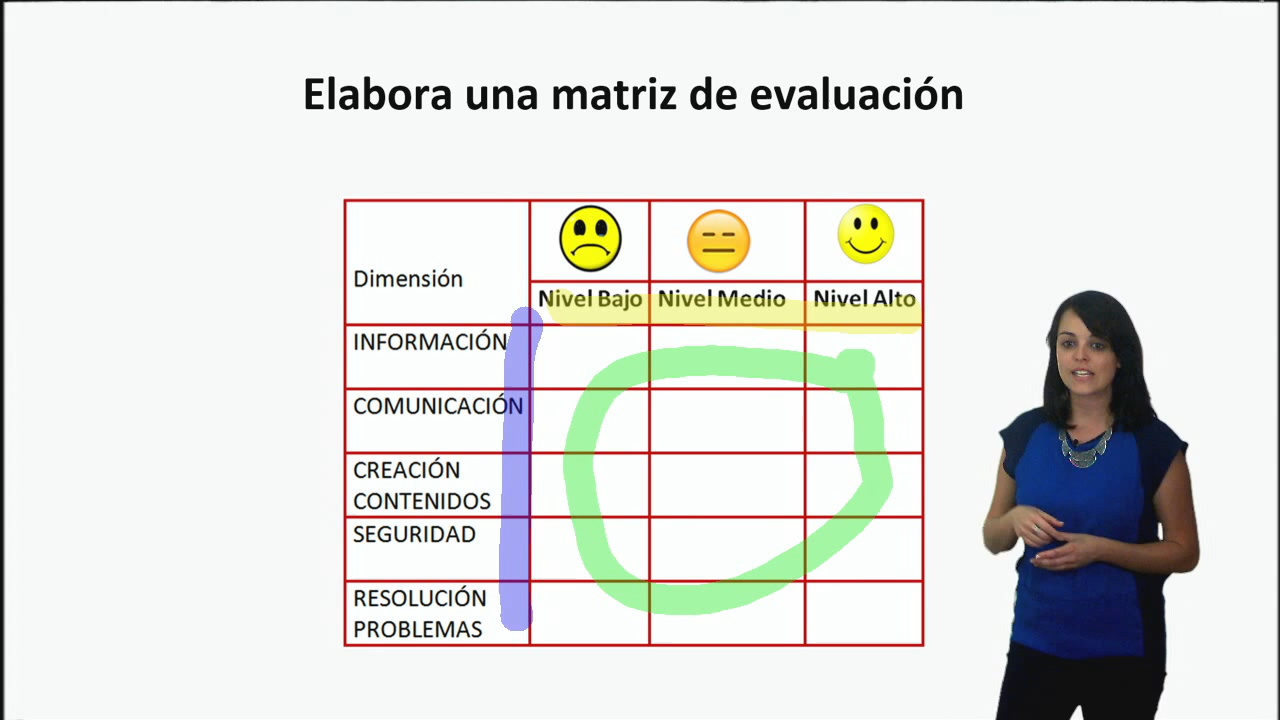 Elabora una matriz de evaluación
Dimensión
Nivel Bajo Nivel Medio Nivel Alto
INFORMACIÓN
COMUNICACIÓN
CREACIÓN
CONTENIDOS
SEGURIDAD
RESOLUCIÓN
PROBLEMAS